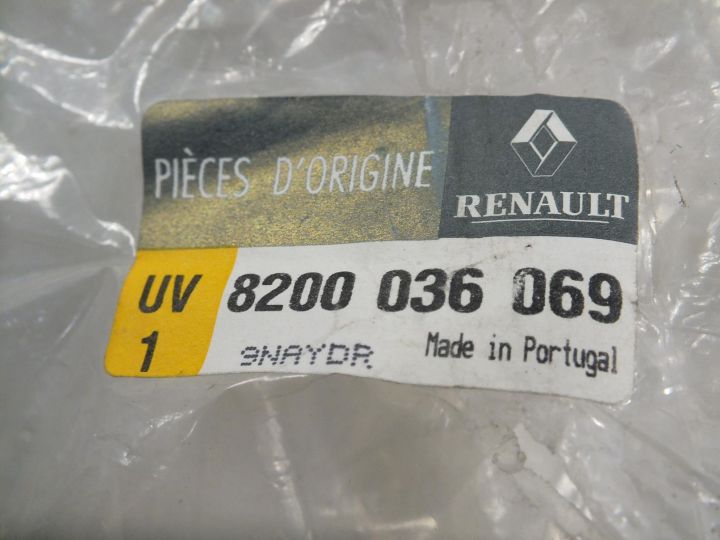 PIÈCES D'ORIGINE
RENAULT
UV 8200 036 069
1 9NAYDR Made in Portugal